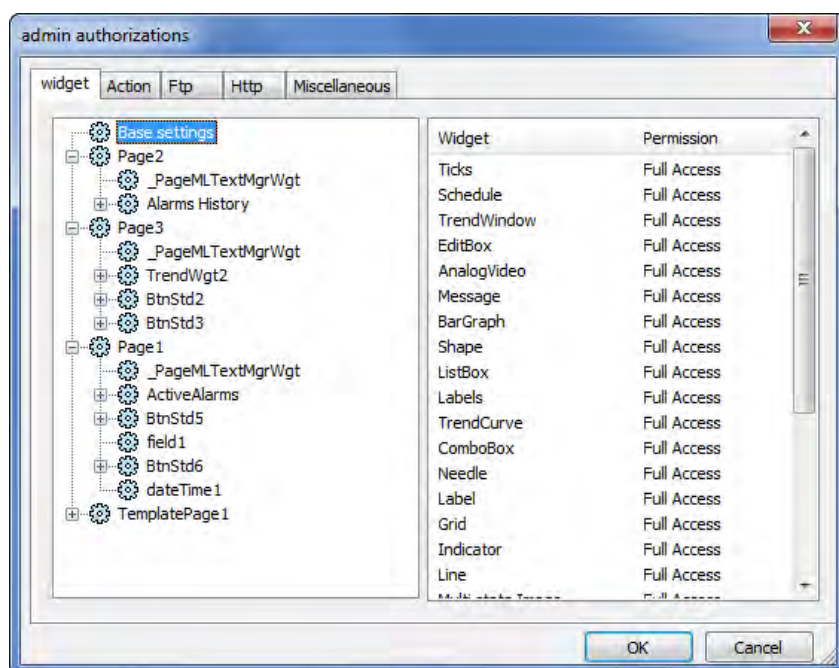 admin authorizations
widget Action Ftp Http Miscellaneous
Base settings
Page2
_PageMLTextMgrWgt
Alarms History
Page3
_PageMLTextMgrWgt
TrendWgt2
BtnStd2
BtnStd3
Page1
_PageMLTextMgrWgt
ActiveAlarms
BtnStd5
field1
BtnStd6
dateTime1
TemplatePage1
Widget Permission
Ticks Full Access
Schedule Full Access
TrendWindow Full Access
EditBox Full Access
AnalogVideo Full Access
Message Full Access
BarGraph Full Access
Shape Full Access
ListBox Full Access
Labels Full Access
TrendCurve Full Access
ComboBox Full Access
Needle Full Access
Label Full Access
Grid Full Access
Indicator Full Access
Line Full Access
OK Cancel